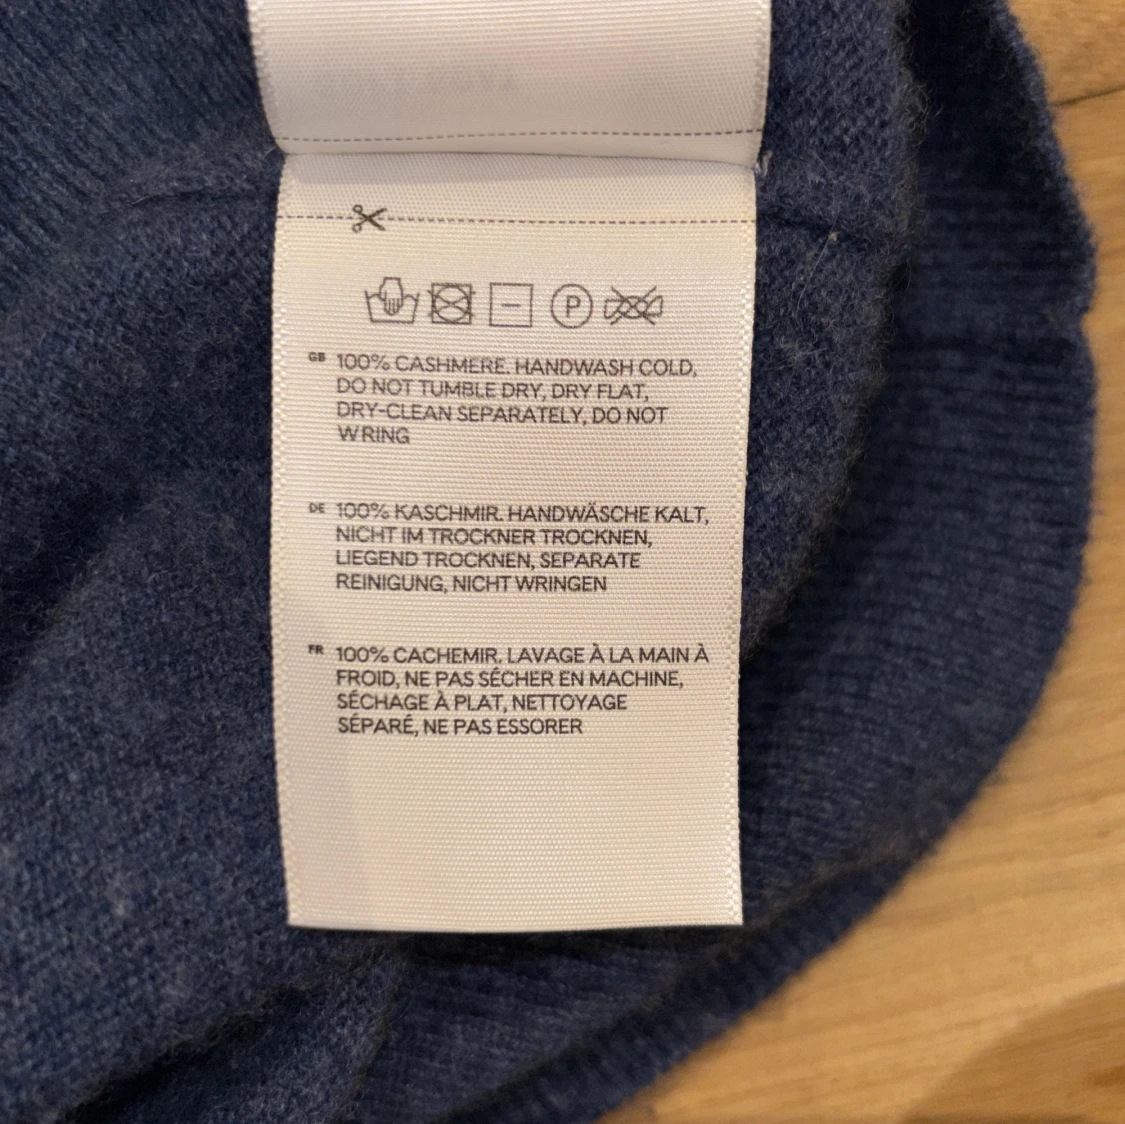 P
GB 100% CASHMERE. HANDWASH COLD,
DO NOT TUMBLE DRY, DRY FLAT,
DRY-CLEAN SEPARATELY, DO NOT
WRING
DE 100% KASCHMIR. HANDWÄSCHE KALT,
NICHT IM TROCKNER TROCKNEN,
LIEGEND TROCKNEN, SEPARATE
REINIGUNG, NICHT WRINGEN
FR 100% CACHEMIR. LAVAGE À LA MAIN À
FROID, NE PAS SÉCHER EN MACHINE,
SÉCHAGE À PLAT, NETTOYAGE
SÉPARÉ, NE PAS ESSORER